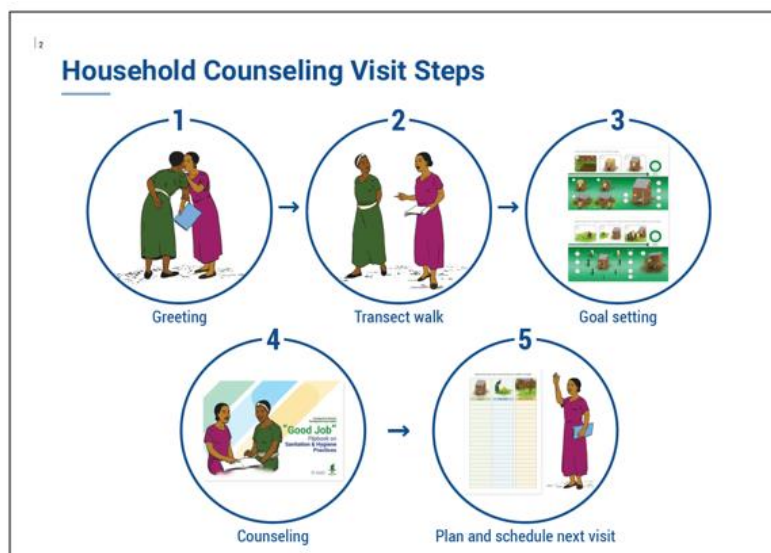 2
Household Counseling Visit Steps
1
2
3
Greeting
Transect walk
Goal setting
4
5
"Good Job"
Flipbook on
Sanitation & Hygiene
Practices
Counseling
Plan and schedule next visit